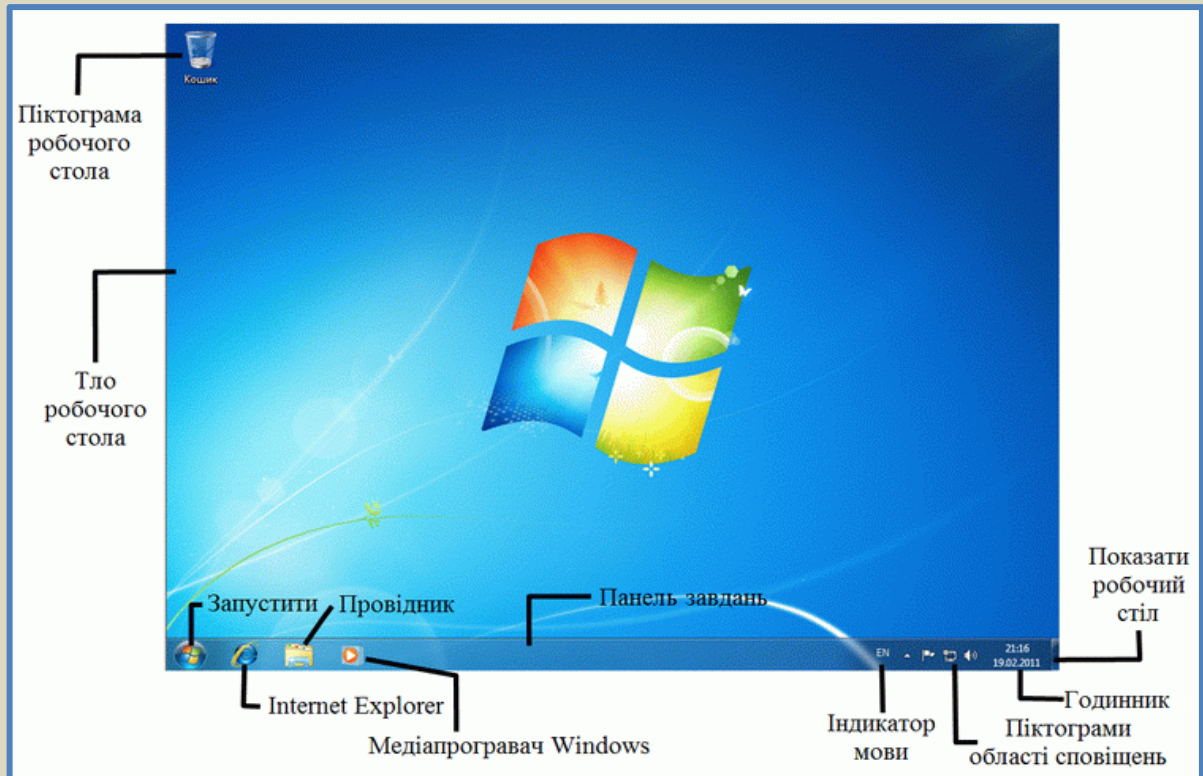 Кошик
Піктограма
робочого
стола
Тло
робочого
стола
Запустити
Провідник
Панель завдань
Показати
робочий
стіл
EN
21:16
19.02.2011
Internet Explorer
Медіапрогравач Windows
Індикатор
мови
Годинник
Піктограми
області сповіщень